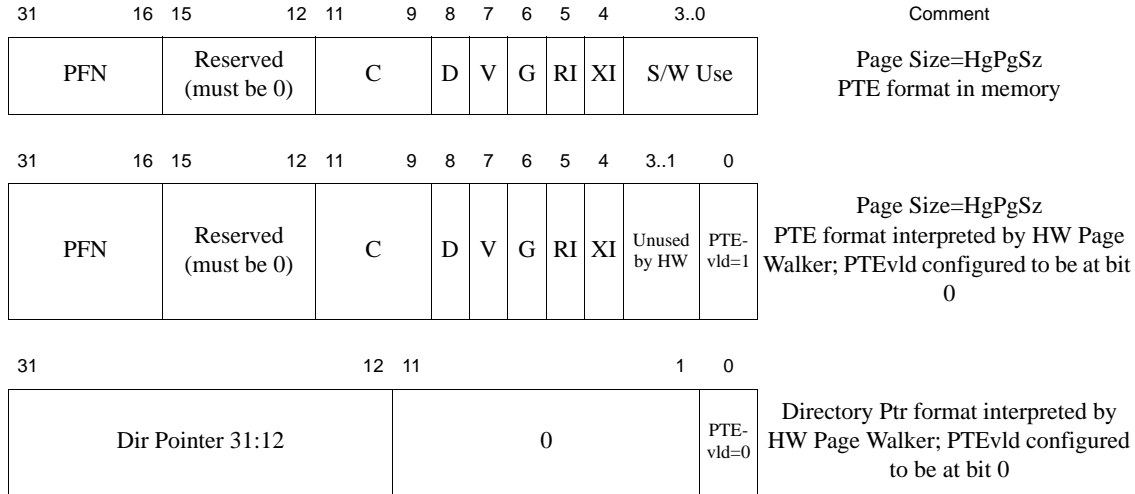 31 16 15 12 11 9 8 7 6 5 4 3..0 Comment
PFN Reserved (must be 0) C D V G RI XI S/W Use Page Size=HgPgSz
PTE format in memory
31 16 15 12 11 9 8 7 6 5 4 3..1 0
PFN Reserved (must be 0) C D V G RI XI Unused by HW PTE-vld=1 Page Size=HgPgSz
PTE format interpreted by HW Page
Walker; PTEvld configured to be at bit
0
31 12 11 1 0
Dir Pointer 31:12 0 PTE-vld=0 Directory Ptr format interpreted by
HW Page Walker; PTEvld configured
to be at bit 0